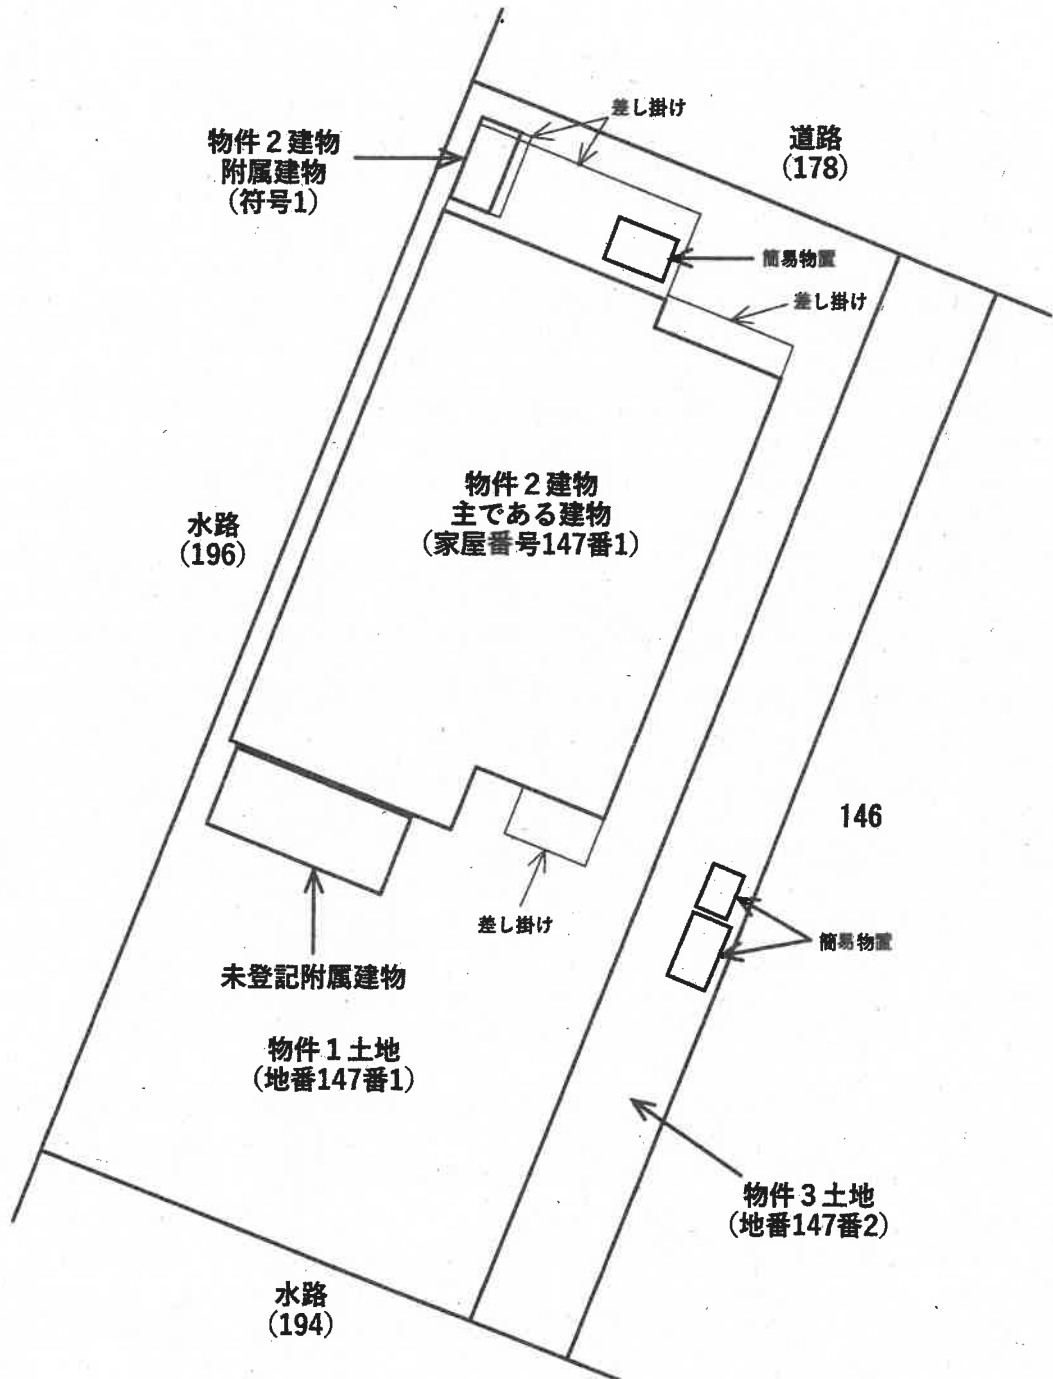 差し掛け
道路
(178)
物件2建物
附属建物
(符号1)
簡易物置
差し掛け
物件2建物
主である建物
(家屋番号147番1)
水路
(196)
146
差し掛け
簡易物置
未登記附属建物
物件1土地
(地番147番1)
物件3土地
(地番147番2)
水路
(194)